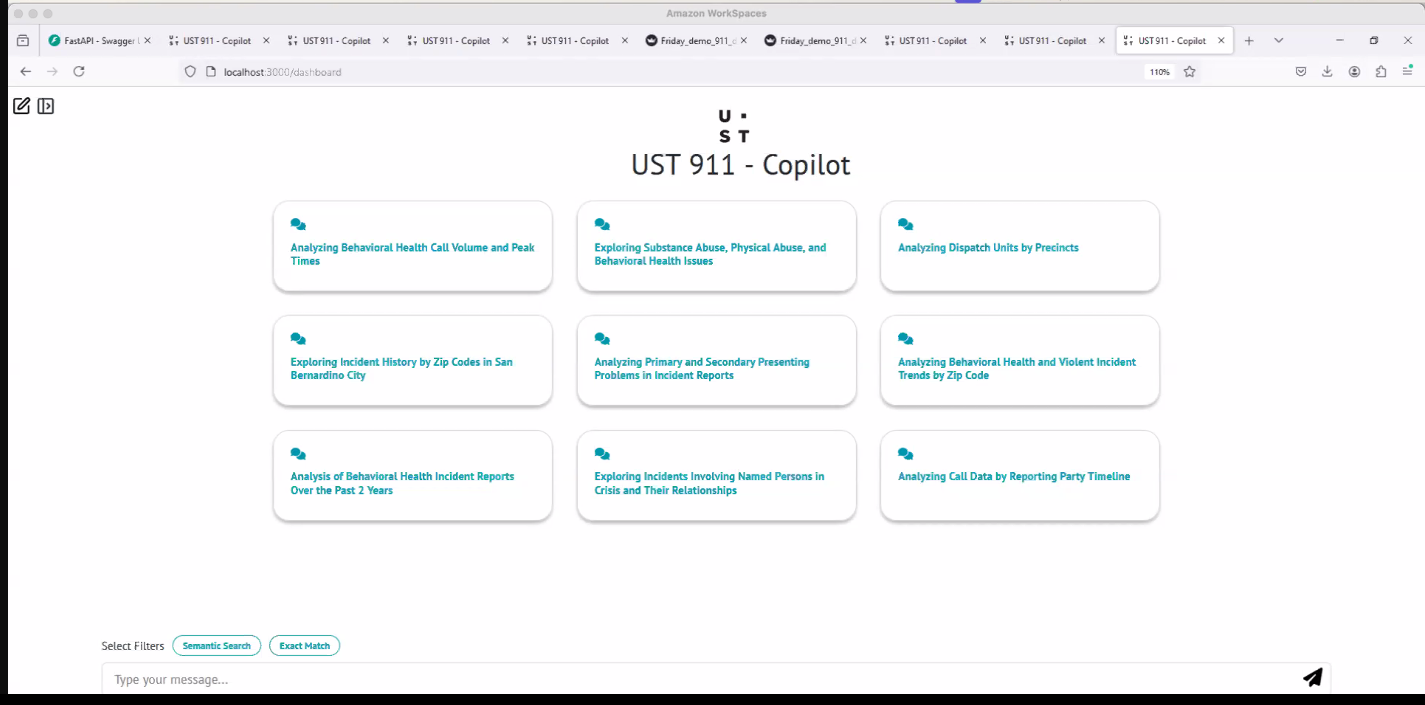 Amazon WorkSpaces
FastAPI - Swagger
UST 911 - Copilot
UST 911 - Copilot
UST 911 - Copilot
UST 911 - Copilot
Friday_demo_911_
Friday_demo_911_
UST 911 - Copilot
UST 911 - Copilot
UST 911 - Copilot
localhost:3000/dashboard
110%
U
ST
UST 911 - Copilot
Analyzing Behavioral Health Call Volume and Peak
Times
Exploring Substance Abuse, Physical Abuse, and
Behavioral Health Issues
Analyzing Dispatch Units by Precincts
Exploring Incident History by Zip Codes in San
Bernardino City
Analyzing Primary and Secondary Presenting
Problems in Incident Reports
Analyzing Behavioral Health and Violent Incident
Trends by Zip Code
Analysis of Behavioral Health Incident Reports
Over the Past 2 Years
Exploring Incidents Involving Named Persons in
Crisis and Their Relationships
Analyzing Call Data by Reporting Party Timeline
Select Filters
Semantic Search
Exact Match
Type your message...